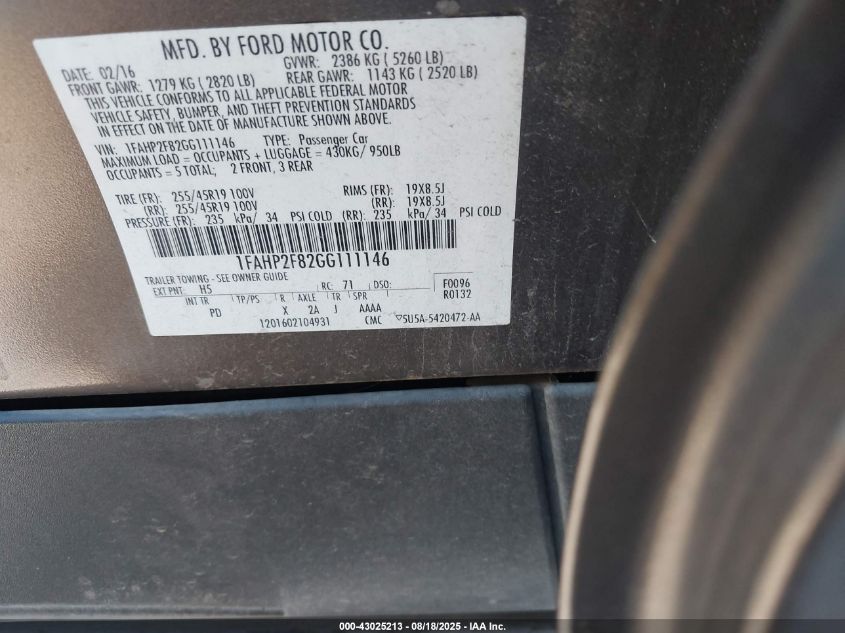 MFD. BY FORD MOTOR CO.
DATE: 02/16 GVWR: 2386 KG ( 5260 LB)
FRONT GAWR: 1279 KG ( 2820 LB) REAR GAWR: 1143 KG ( 2520 LB)
THIS VEHICLE CONFORMS TO ALL APPLICABLE FEDERAL MOTOR
VEHICLE SAFETY, BUMPER, AND THEFT PREVENTION STANDARDS
IN EFFECT ON THE DATE OF MANUFACTURE SHOWN ABOVE.
VIN: 1FAHP2F82GG111146 TYPE: Passenger Car
MAXIMUM LOAD = OCCUPANTS + LUGGAGE = 430KG/ 950LB
OCCUPANTS = 5 TOTAL; 2 FRONT, 3 REAR
TIRE (FR): 255/45R19 100V RIMS (FR): 19X8.5J
(RR): 255/45R19 100V (RR): 19X8.5J
PRESSURE (FR): 235 kPa/ 34 PSI COLD (RR): 235 kPa/ 34 PSI COLD
1FAHP2F82GG111146
TRAILER TOWING - SEE OWNER GUIDE
EXT PNT: H5 RC: 71 DSO: F0096
R0132
INT TR TP/PS R AXLE TR SPR
PD X 2A J AAAA
1201602104931 CMC ▽5U5A-5420472-AA
000-43025213 - 08/18/2025 - IAA Inc.